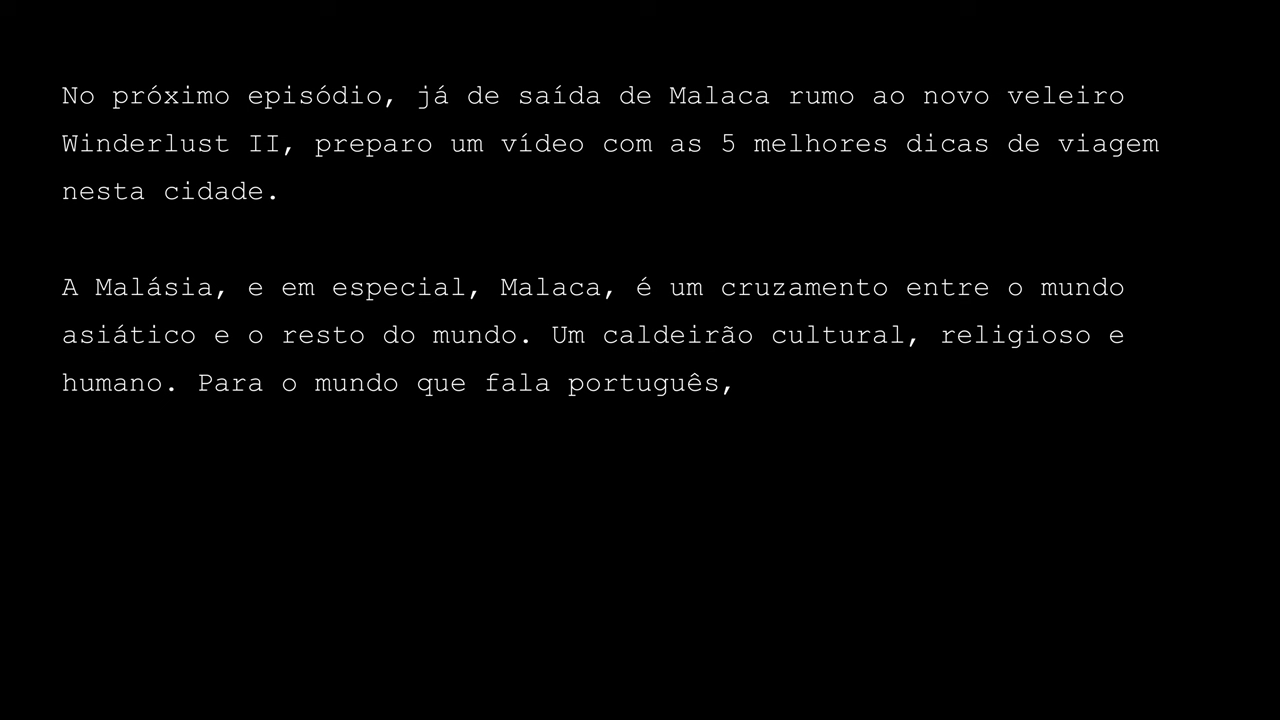 No próximo episódio, já de saída de Malaca rumo ao novo veleiro
Winderlust II, preparo um vídeo com as 5 melhores dicas de viagem
nesta cidade.
A Malásia, e em especial, Malaca, é um cruzamento entre o mundo
asiático e o resto do mundo. Um caldeirão cultural, religioso e
humano. Para o mundo que fala português,